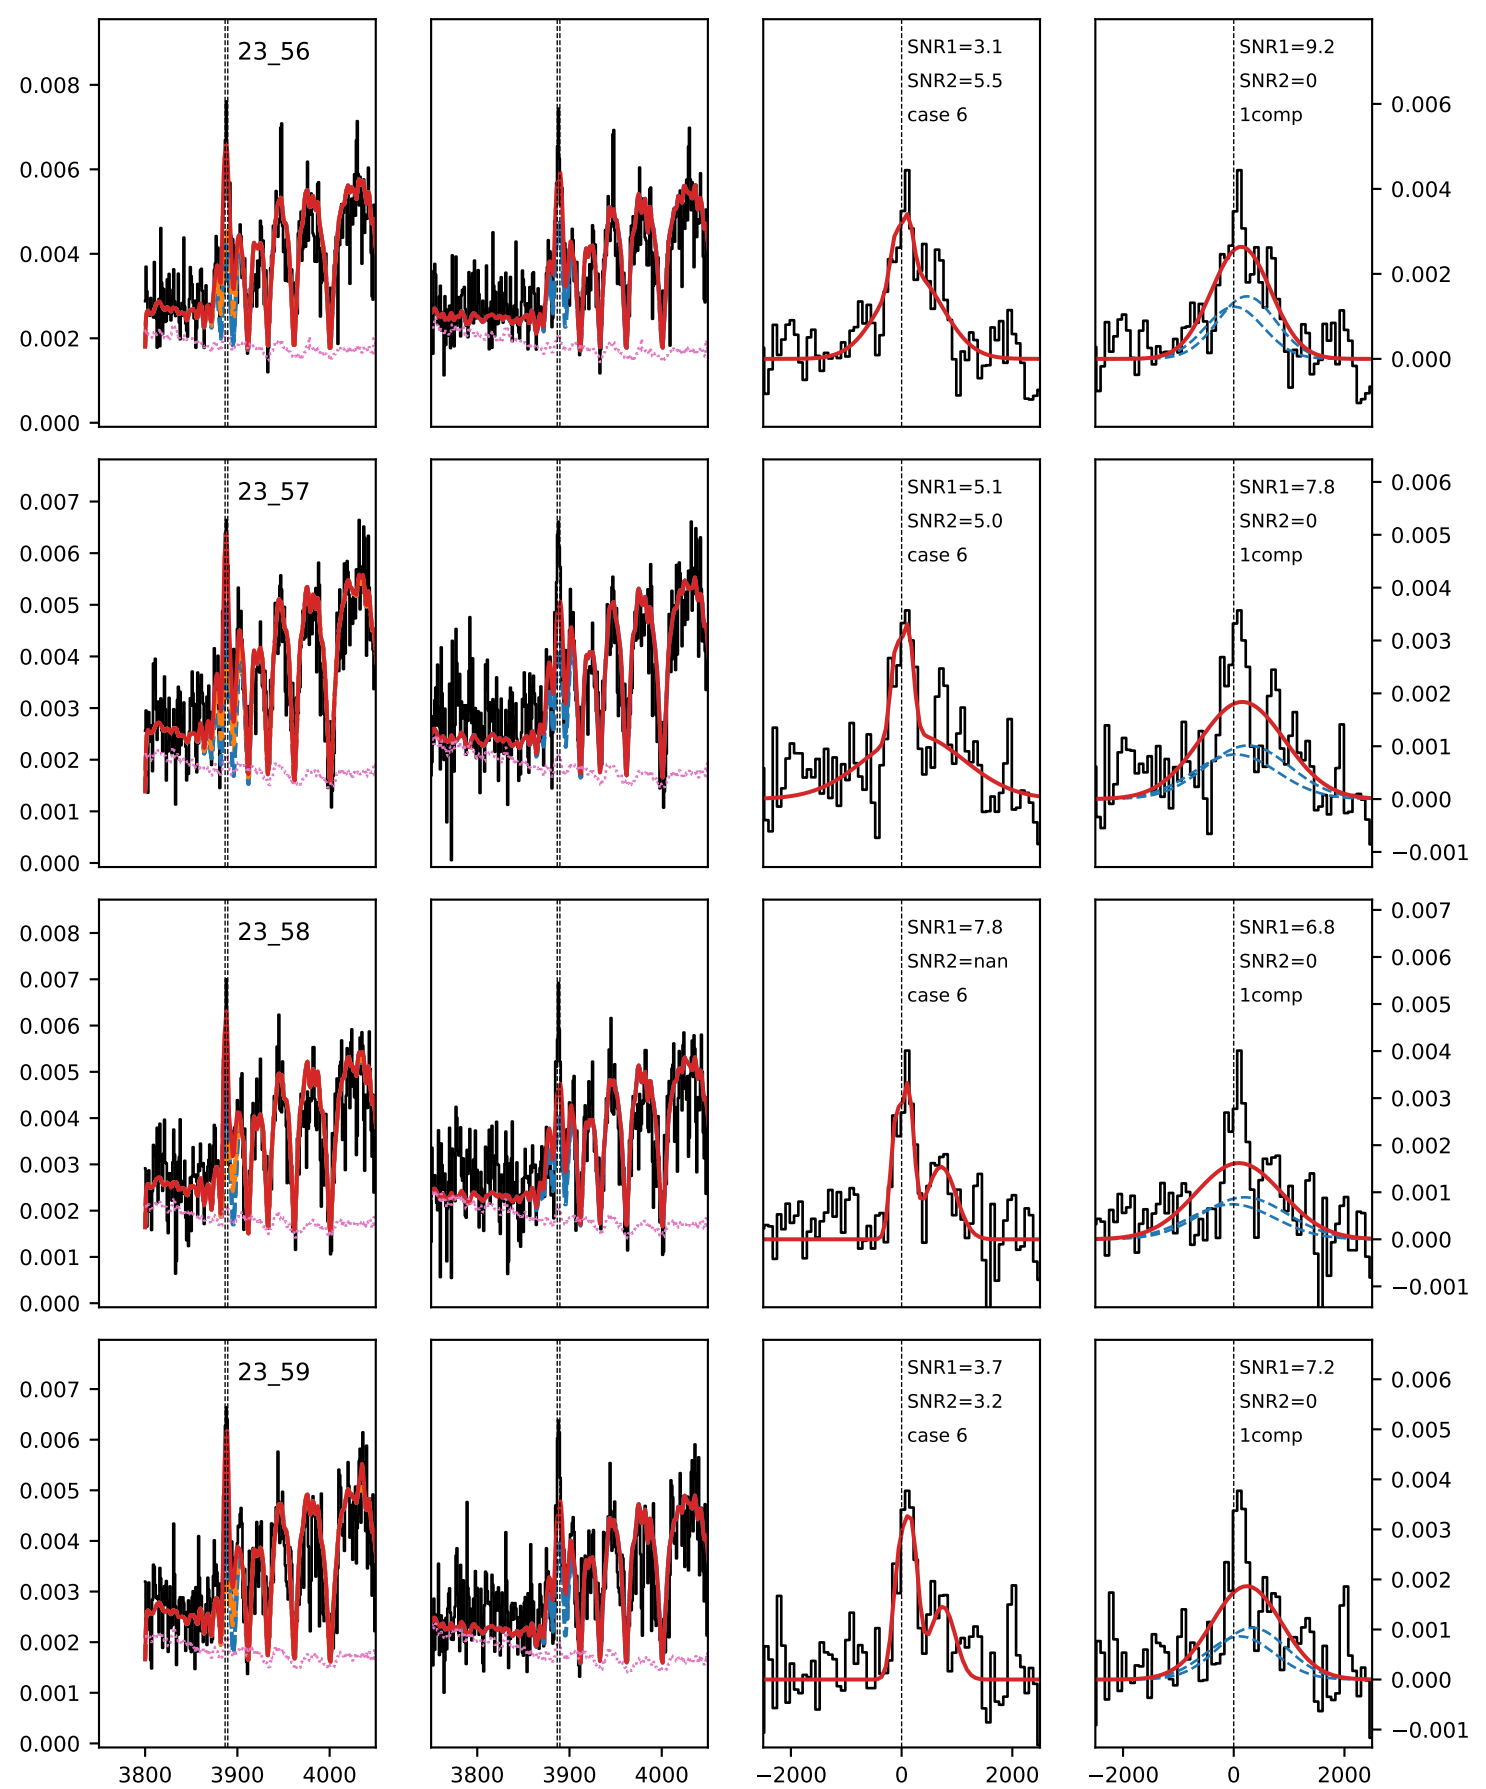 23_56
SNR1=3.1
SNR2=5.5
case 6
SNR1=9.2
SNR2=0
1comp
0.008
0.006
0.004
0.002
0.000
0.006
0.004
0.002
0.000
23_57
SNR1=5.1
SNR2=5.0
case 6
SNR1=7.8
SNR2=0
1comp
0.007
0.006
0.005
0.004
0.003
0.002
0.001
0.000
0.006
0.005
0.004
0.003
0.002
0.001
0.000
−0.001
23_58
SNR1=7.8
SNR2=nan
case 6
SNR1=6.8
SNR2=0
1comp
0.008
0.007
0.006
0.005
0.004
0.003
0.002
0.001
0.000
0.007
0.006
0.005
0.004
0.003
0.002
0.001
0.000
−0.001
23_59
SNR1=3.7
SNR2=3.2
case 6
SNR1=7.2
SNR2=0
1comp
0.007
0.006
0.005
0.004
0.003
0.002
0.001
0.000
0.006
0.005
0.004
0.003
0.002
0.001
0.000
−0.001
3800 3900 4000
3800 3900 4000
−2000 0 2000
−2000 0 2000